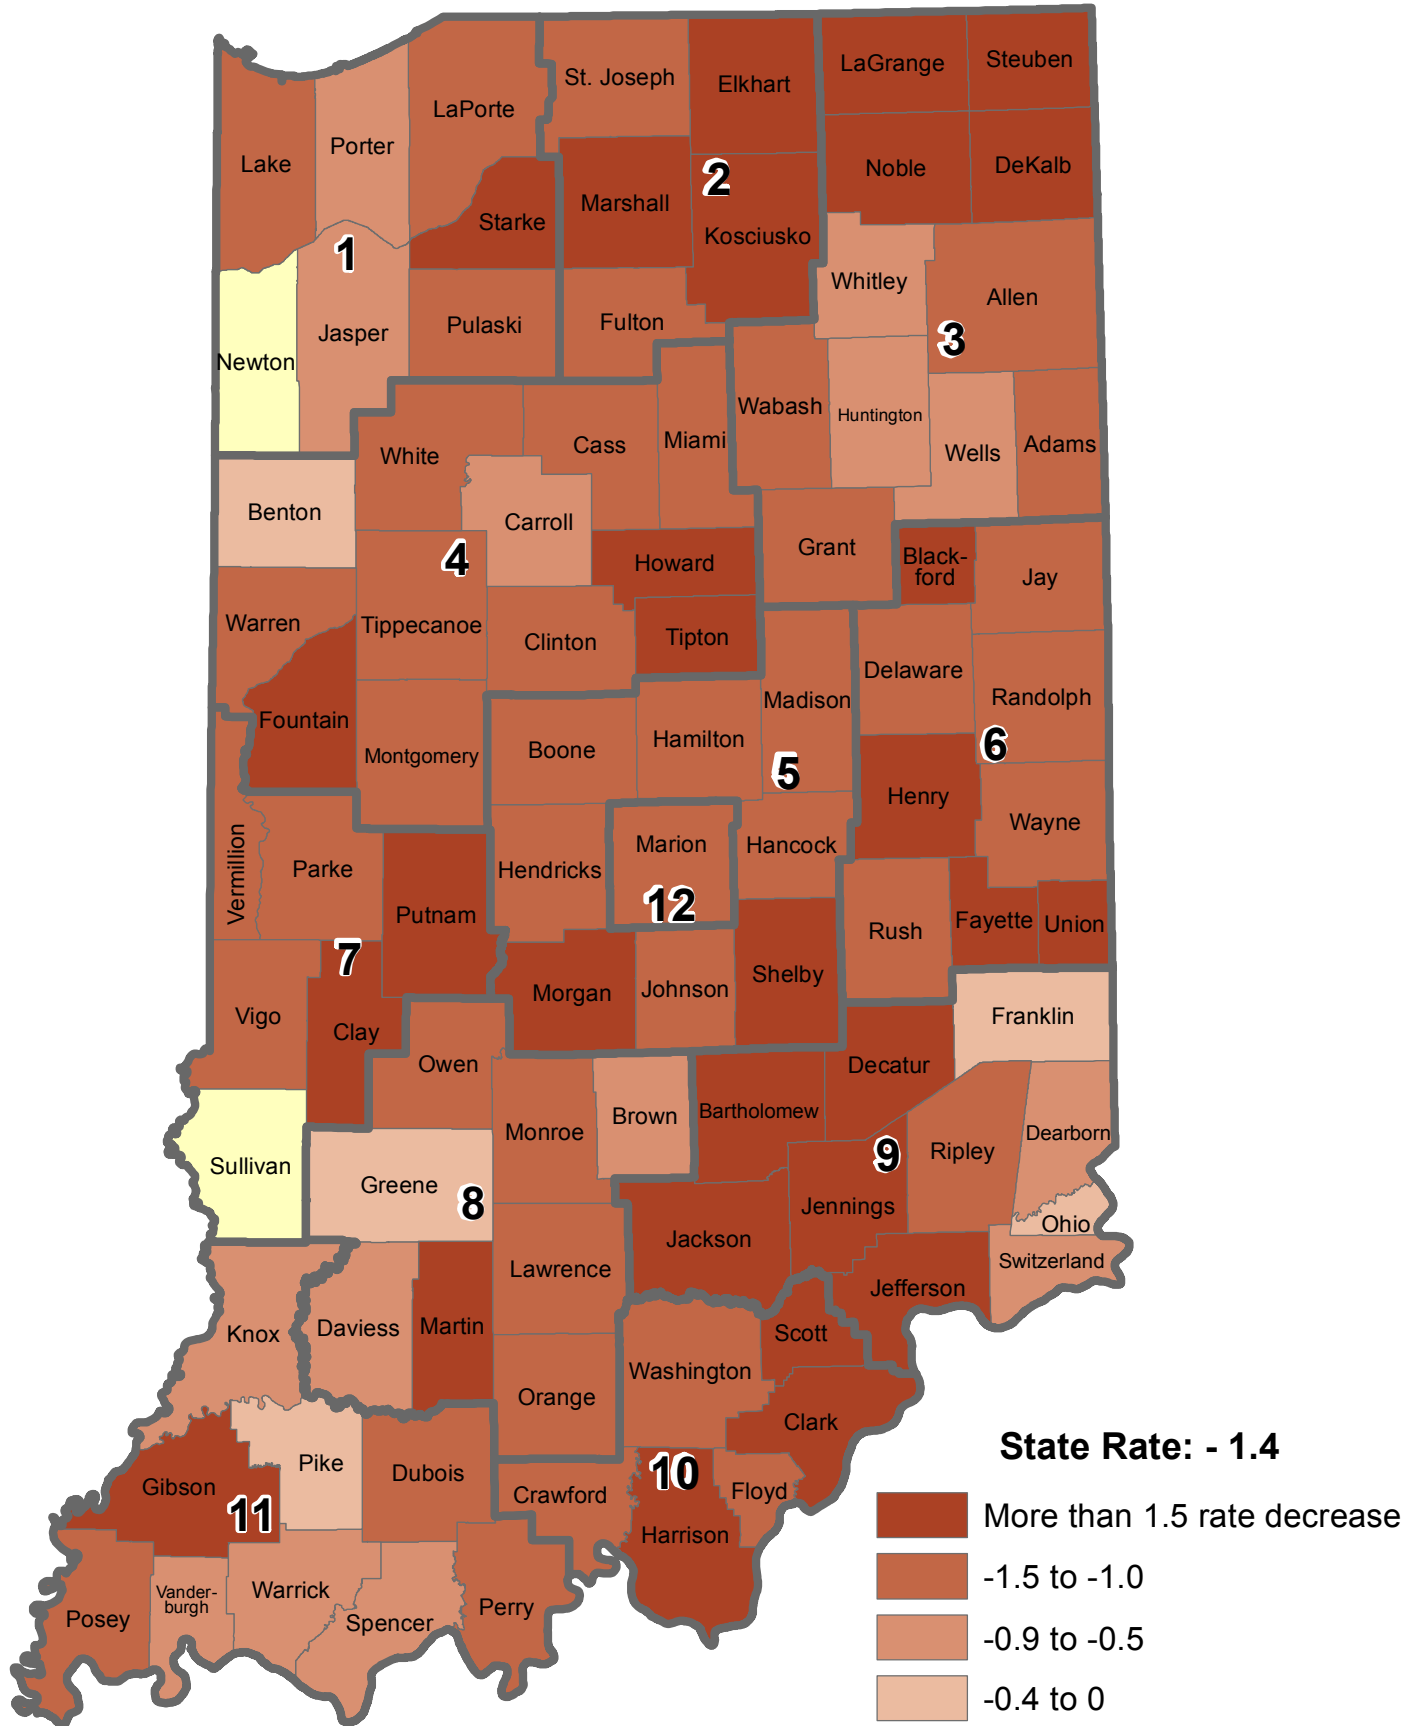 LaGrange
Steuben
St. Joseph
Elkhart
LaPorte
Porter
Lake
Noble
DeKalb
2
Marshall
Starke
Kosciusko
1
Whitley
Allen
Jasper
Pulaski
Fulton
3
Newton
Wabash
Huntington
White
Cass
Miami
Wells
Adams
Benton
Carroll
Grant
4
Howard
Black-
ford
Jay
Warren
Tippecanoe
Clinton
Tipton
Delaware
Randolph
Madison
Fountain
Montgomery
Boone
Hamilton
6
5
Henry
Wayne
Marion
Hancock
Vermillion
Parke
Hendricks
12
Putnam
Rush
Fayette
Union
7
Shelby
Morgan
Johnson
Vigo
Clay
Franklin
Owen
Decatur
Brown
Bartholomew
Monroe
Dearborn
9
Ripley
Sullivan
Greene
8
Jennings
Ohio
Jackson
Lawrence
Switzerland
Jefferson
Knox
Daviess
Martin
Scott
Washington
Orange
Clark
State Rate: - 1.4
Pike
Dubois
10
Gibson
Crawford
Floyd
11
Harrison
More than 1.5 rate decrease
-1.5 to -1.0
Vander-
burgh
Warrick
Posey
Spencer
Perry
-0.9 to -0.5
-0.4 to 0